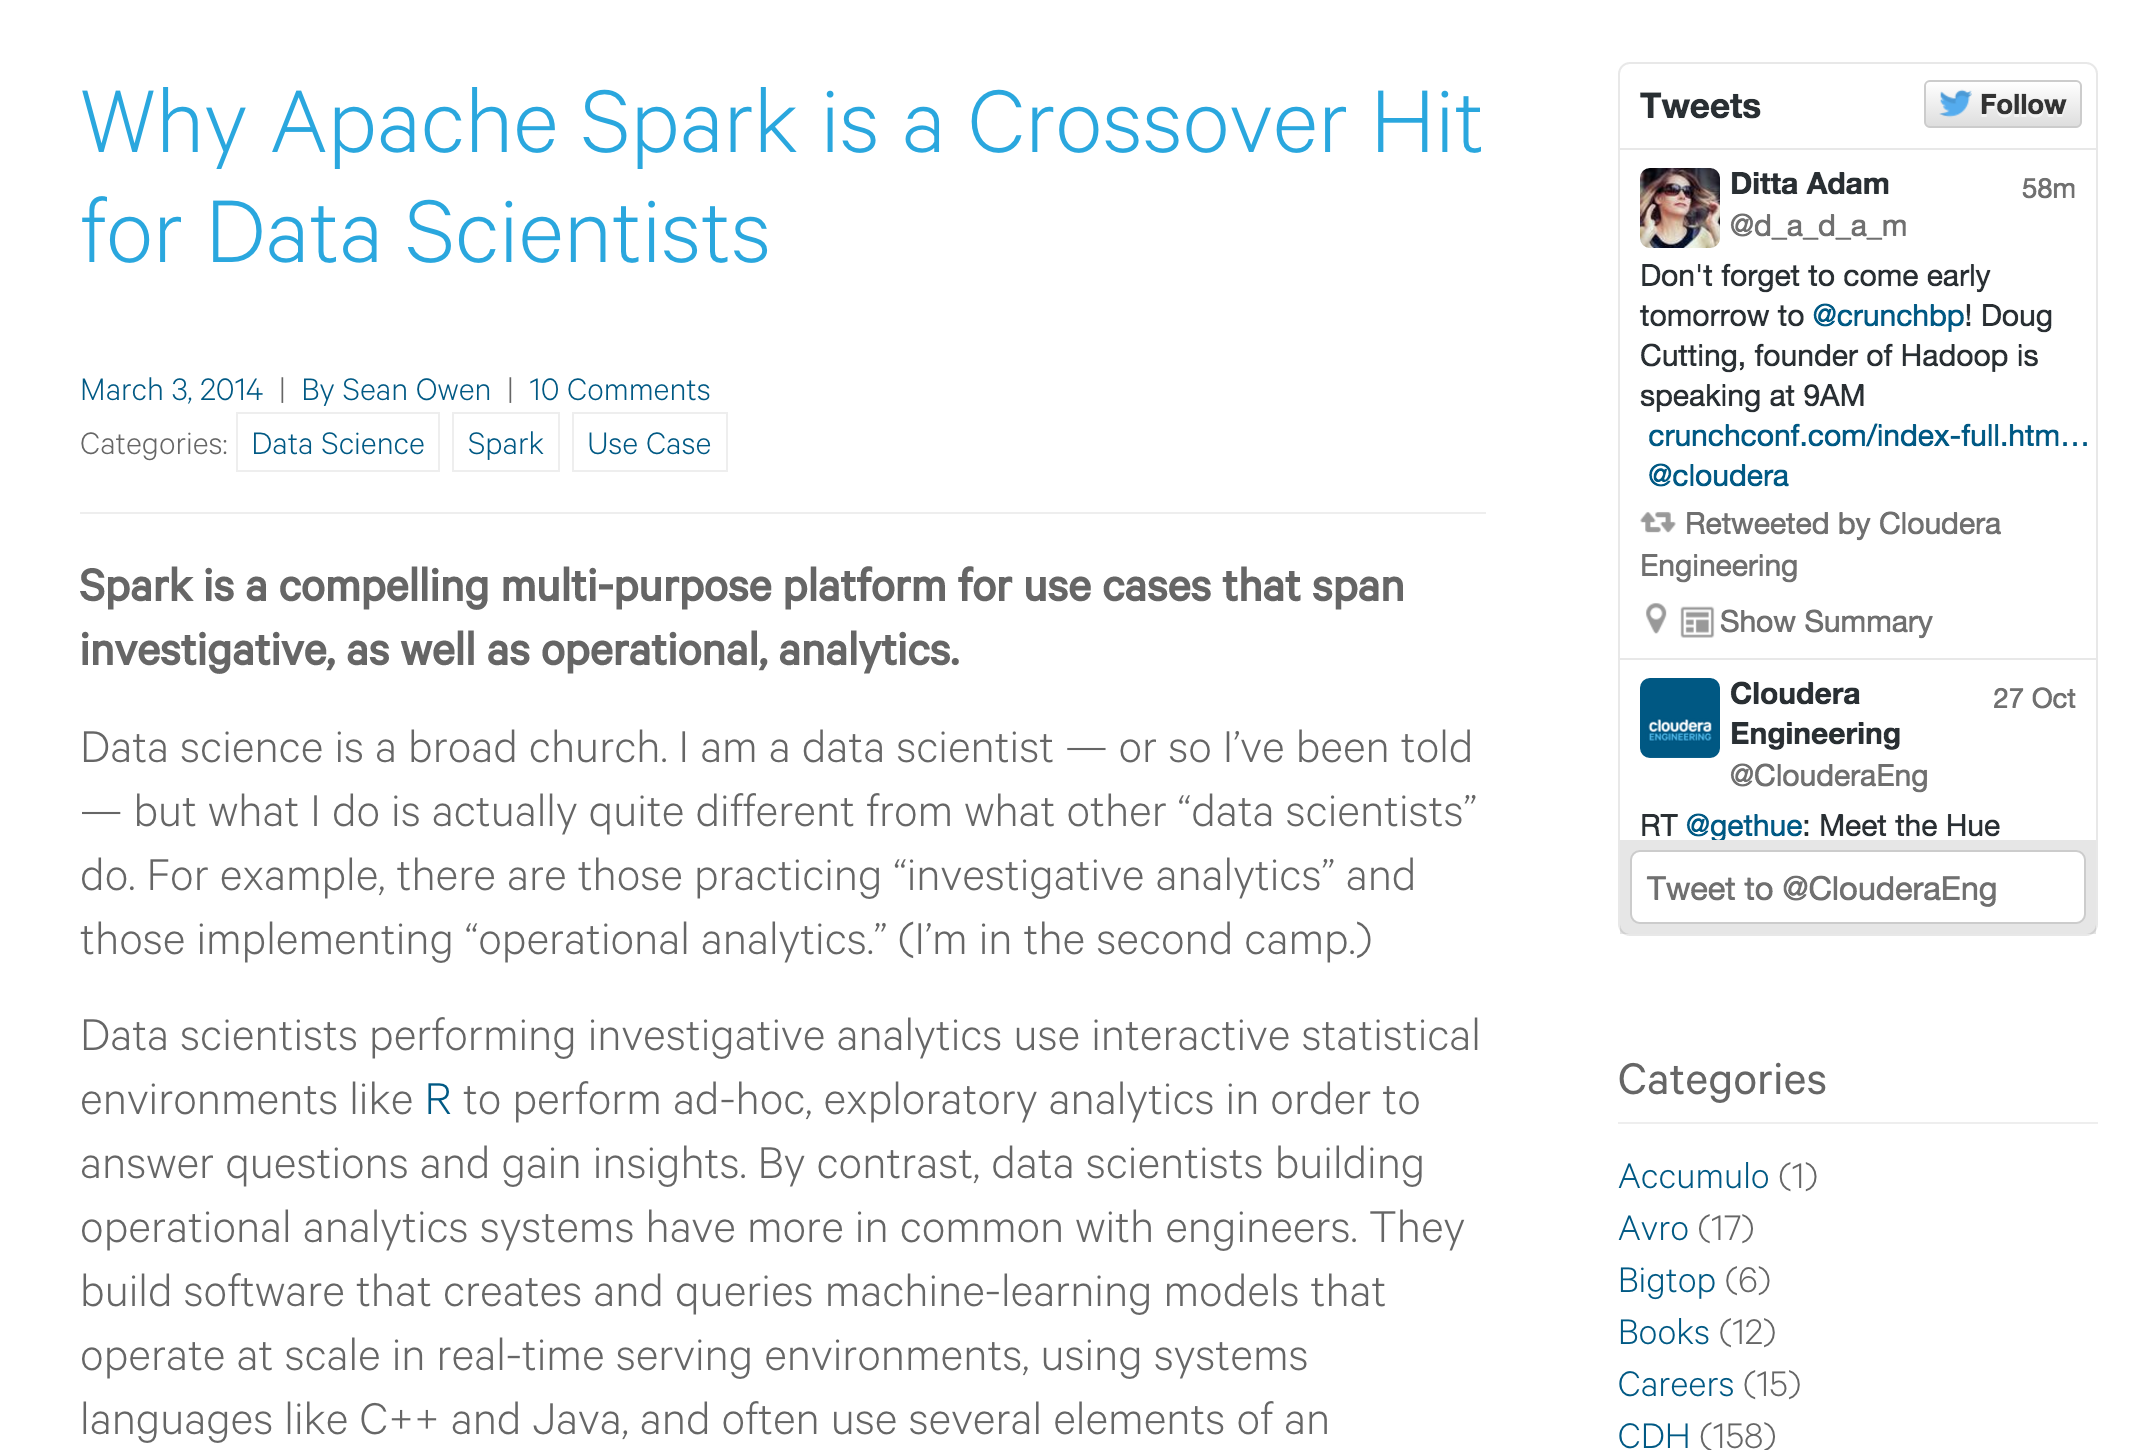 Why Apache Spark is a Crossover Hit
for Data Scientists
March 3, 2014 | By Sean Owen | 10 Comments
Categories: Data Science Spark Use Case
Spark is a compelling multi-purpose platform for use cases that span
investigative, as well as operational, analytics.
Data science is a broad church. I am a data scientist — or so I’ve been told
— but what I do is actually quite different from what other “data scientists”
do. For example, there are those practicing “investigative analytics” and
those implementing “operational analytics.” (I’m in the second camp.)
Data scientists performing investigative analytics use interactive statistical
environments like R to perform ad-hoc, exploratory analytics in order to
answer questions and gain insights. By contrast, data scientists building
operational analytics systems have more in common with engineers. They
build software that creates and queries machine-learning models that
operate at scale in real-time serving environments, using systems
languages like C++ and Java, and often use several elements of an
Tweets Follow
Ditta Adam 58m
@d_a_d_a_m
Don't forget to come early
tomorrow to @crunchbp! Doug
Cutting, founder of Hadoop is
speaking at 9AM
crunchconf.com/index-full.htm…
@cloudera
Retweeted by Cloudera
Engineering
Show Summary
cloudera
ENGINEERING
Cloudera 27 Oct
Engineering
@ClouderaEng
RT @gethue: Meet the Hue
Tweet to @ClouderaEng
Categories
Accumulo (1)
Avro (17)
Bigtop (6)
Books (12)
Careers (15)
CDH (158)